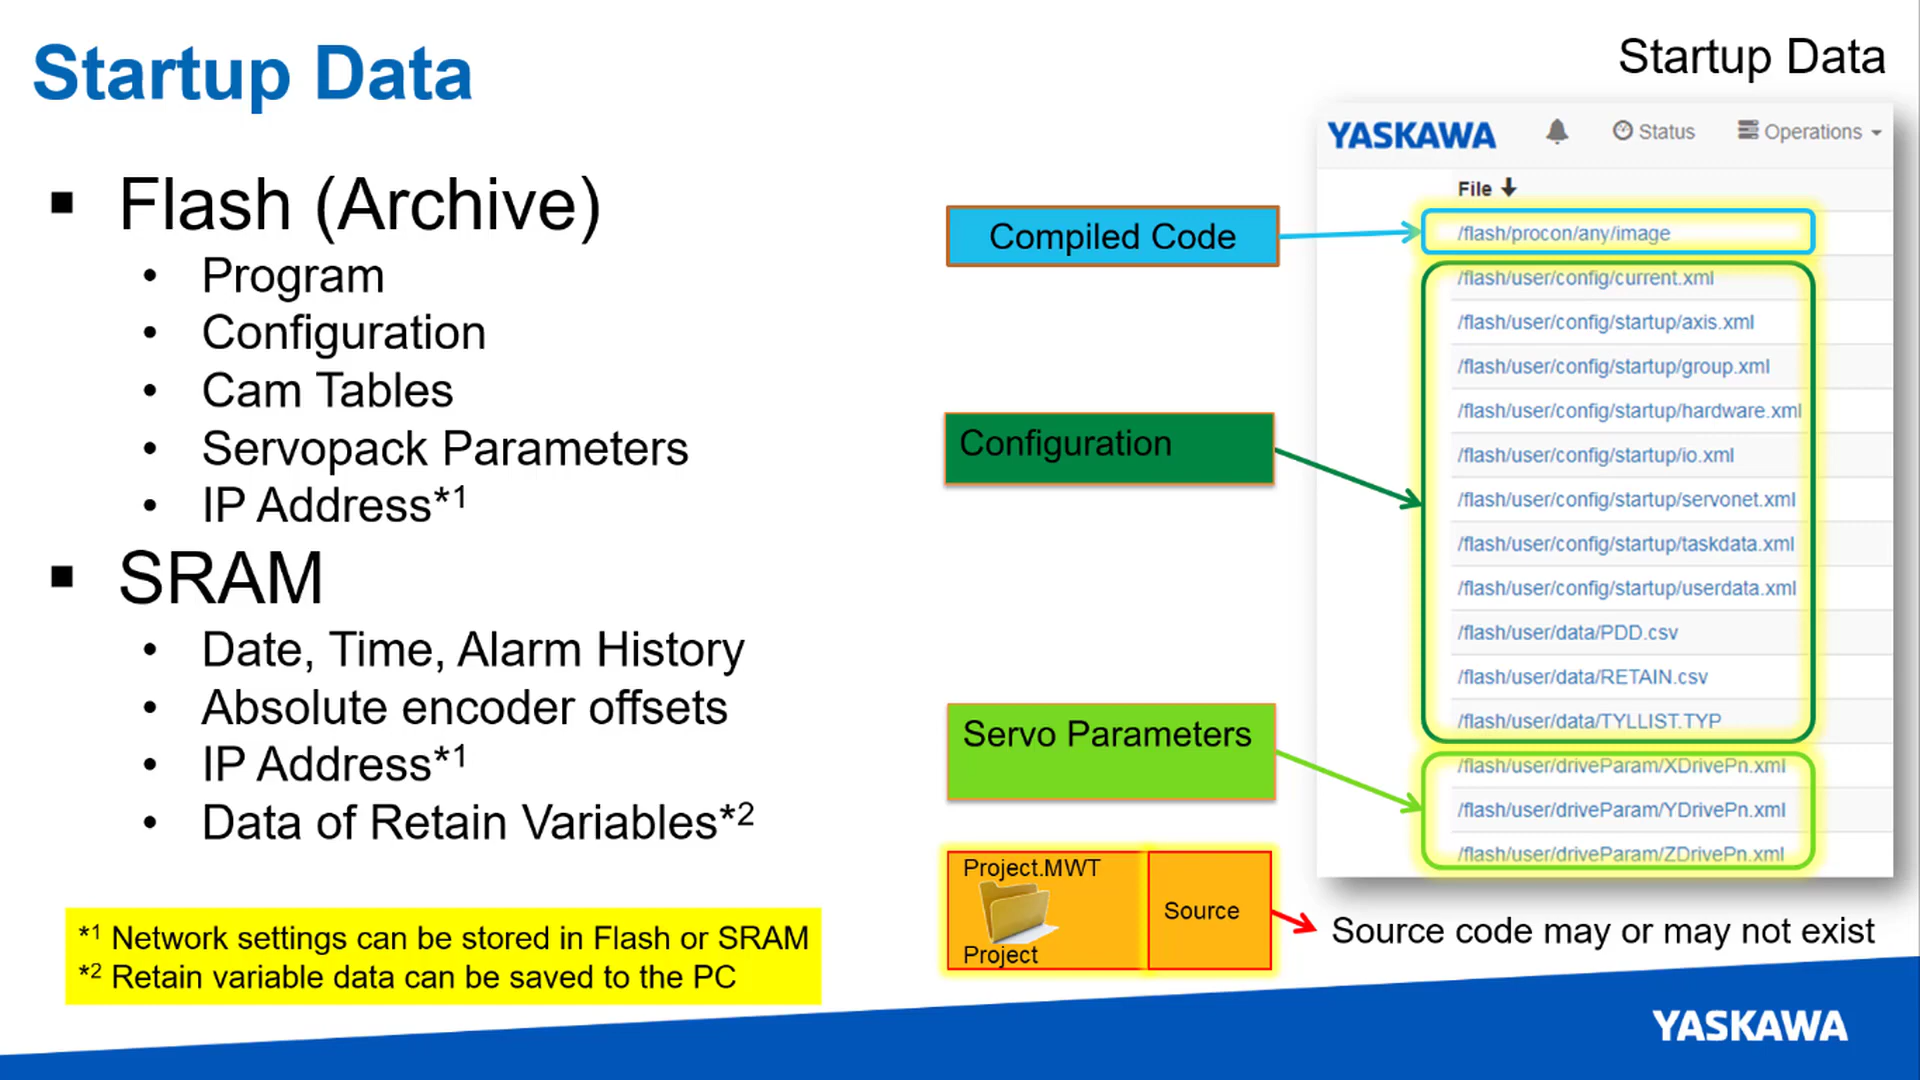 Startup Data
Startup Data
▪ Flash (Archive)
• Program
• Configuration
• Cam Tables
• Servopack Parameters
• IP Address*1
▪ SRAM
• Date, Time, Alarm History
• Absolute encoder offsets
• IP Address*1
• Data of Retain Variables*2
*1 Network settings can be stored in Flash or SRAM
*2 Retain variable data can be saved to the PC
Compiled Code
Configuration
Servo Parameters
Project.MWT
Project
Source
Source code may or may not exist
YASKAWA
Status
Operations
File
/flash/procon/any/image
/flash/user/config/current.xml
/flash/user/config/startup/axis.xml
/flash/user/config/startup/group.xml
/flash/user/config/startup/hardware.xml
/flash/user/config/startup/io.xml
/flash/user/config/startup/servonet.xml
/flash/user/config/startup/taskdata.xml
/flash/user/config/startup/userdata.xml
/flash/user/data/PDD.csv
/flash/user/data/RETAIN.csv
/flash/user/data/TYLLIST.TYP
/flash/user/driveParam/XDrivePn.xml
/flash/user/driveParam/YDrivePn.xml
/flash/user/driveParam/ZDrivePn.xml
YASKAWA